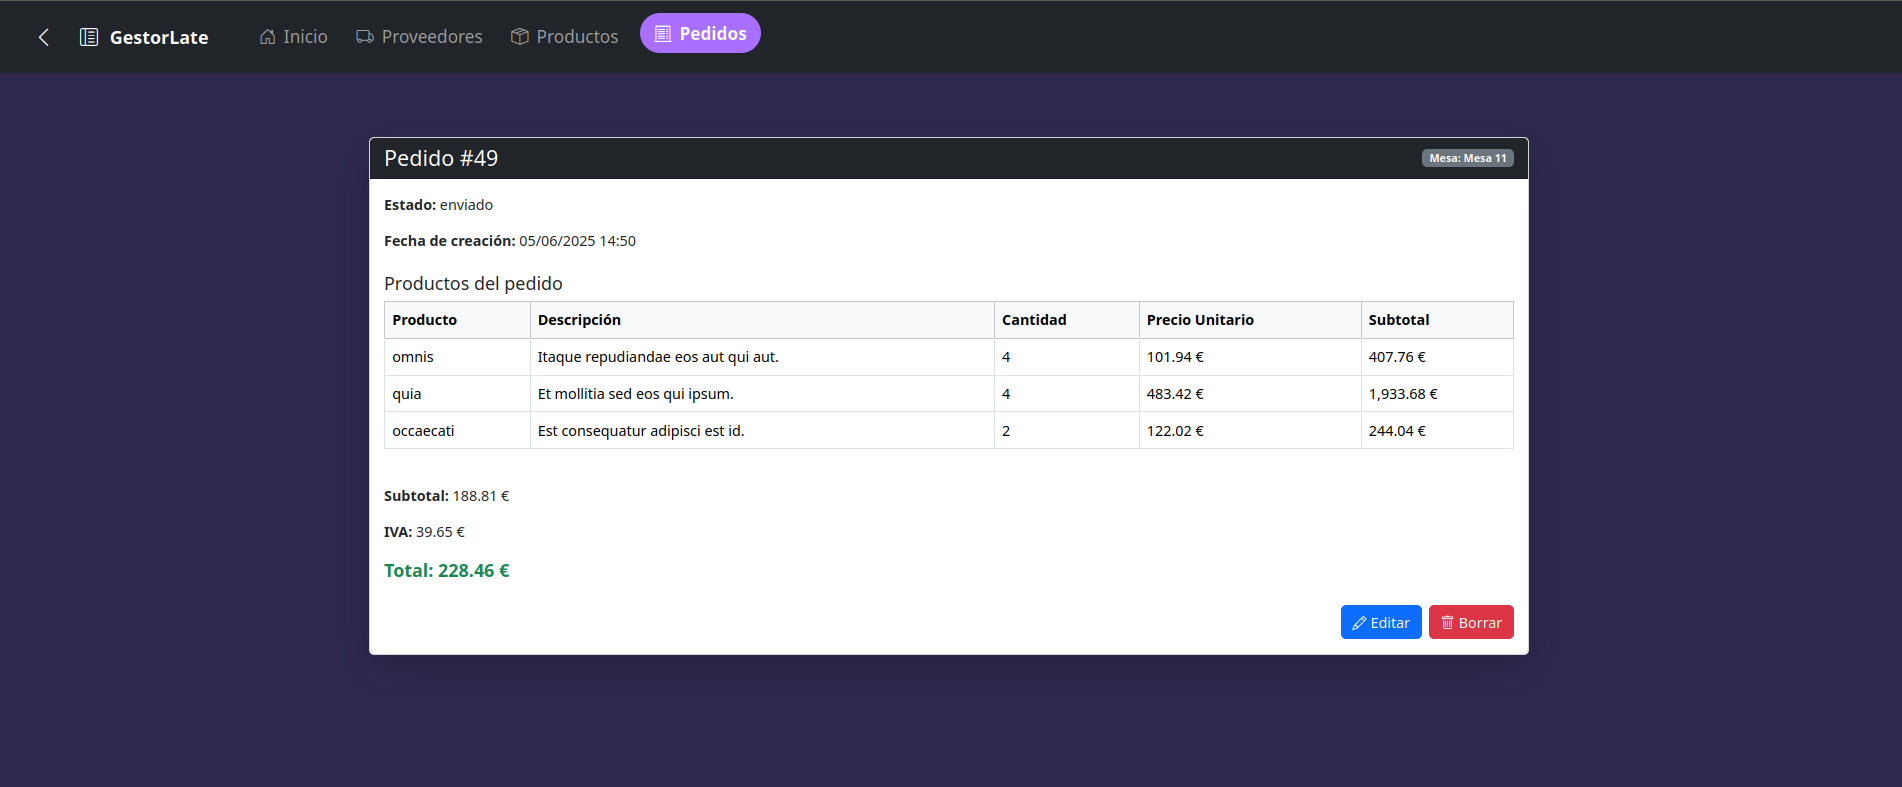 GestorLate Inicio Proveedores Productos Pedidos
Pedido #49 Mesa: Mesa 11
Estado: enviado
Fecha de creación: 05/06/2025 14:50
Productos del pedido
Producto Descripción Cantidad Precio Unitario Subtotal
omnis Itaque repudiandae eos aut qui aut. 4 101.94 € 407.76 €
quia Et mollitia sed eos qui ipsum. 4 483.42 € 1,933.68 €
occaecati Est consequatur adipisci est id. 2 122.02 € 244.04 €
Subtotal: 188.81 €
IVA: 39.65 €
Total: 228.46 €
Editar Borrar